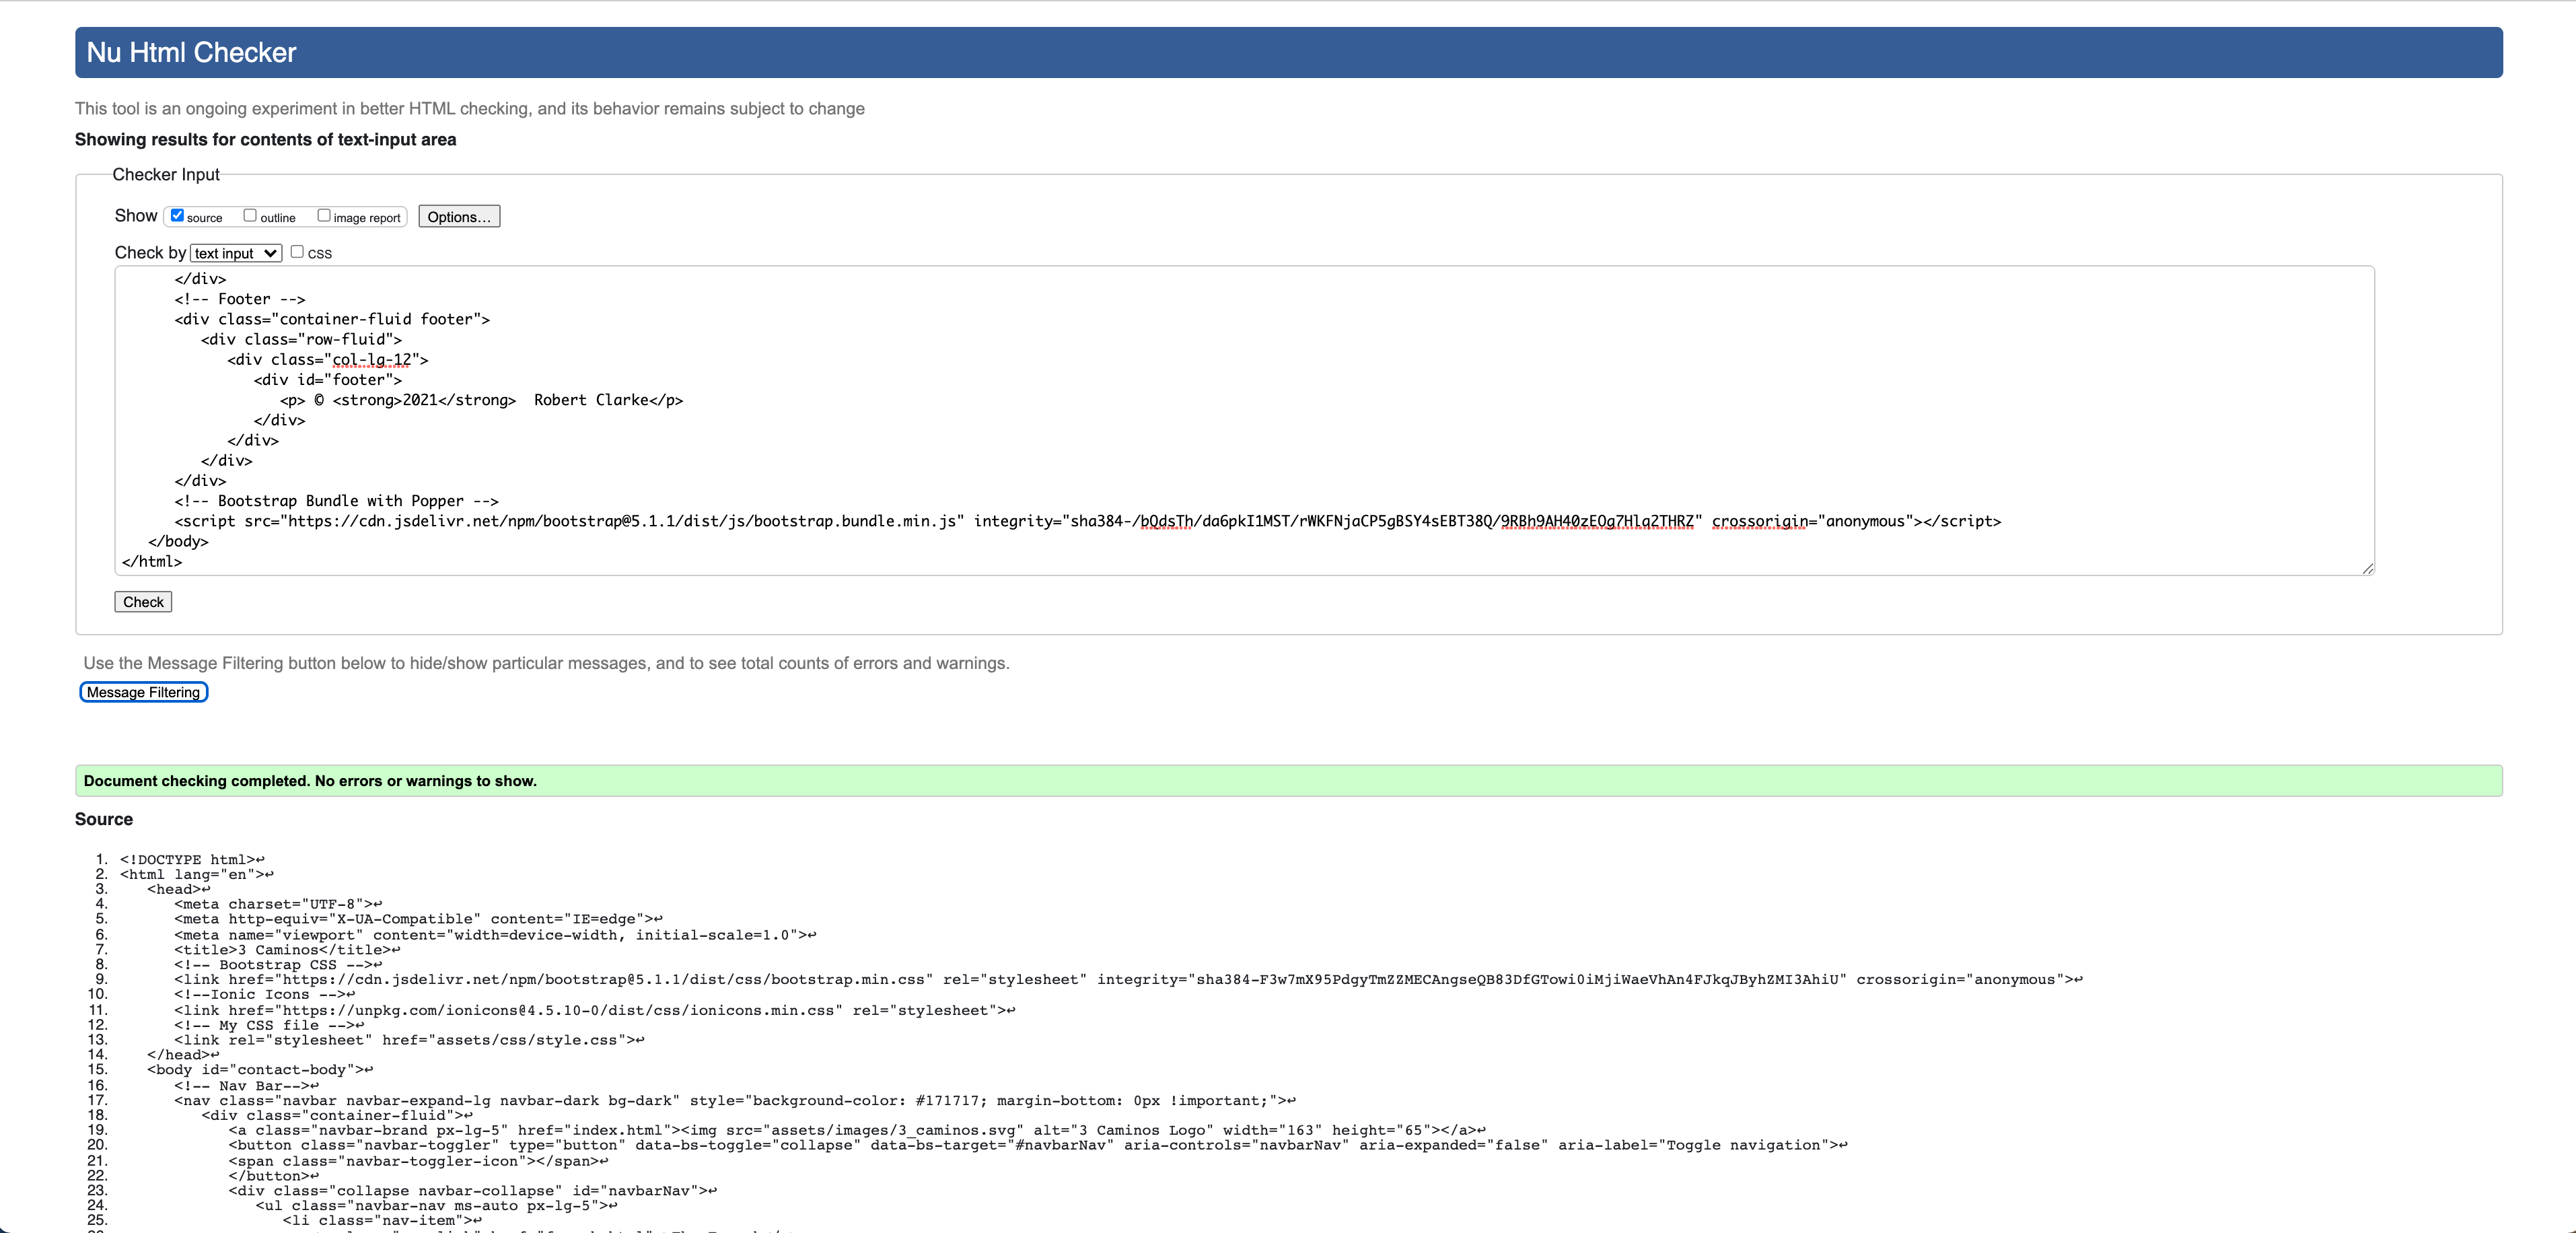 Nu Html Checker
This tool is an ongoing experiment in better HTML checking, and its behavior remains subject to change
Showing results for contents of text-input area
Checker Input
Show source outline image report Options...
Check by text input CSS
</div>
<!-- Footer -->
<div class="container-fluid footer">
<div class="row-fluid">
<div class="col-lg-12">
<div id="footer">
<p> © <strong>2021</strong>  Robert Clarke</p>
</div>
</div>
</div>
</div>
<!-- Bootstrap Bundle with Popper -->
<script src="https://cdn.jsdelivr.net/npm/bootstrap@5.1.1/dist/js/bootstrap.bundle.min.js" integrity="sha384-/bQdsTh/da6pkI1MST/rWKFNjaCP5gBSY4sEBT38Q/9RBh9AH40zEOg7Hlq2THRZ" crossorigin="anonymous"></script>
</body>
</html>
Check
Use the Message Filtering button below to hide/show particular messages, and to see total counts of errors and warnings.
Message Filtering
Document checking completed. No errors or warnings to show.
Source
1. <!DOCTYPE html>↩
2. <html lang="en">↩
3. <head>↩
4. <meta charset="UTF-8">↩
5. <meta http-equiv="X-UA-Compatible" content="IE=edge">↩
6. <meta name="viewport" content="width=device-width, initial-scale=1.0">↩
7. <title>3 Caminos</title>↩
8. <!-- Bootstrap CSS -->↩
9. <link href="https://cdn.jsdelivr.net/npm/bootstrap@5.1.1/dist/css/bootstrap.min.css" rel="stylesheet" integrity="sha384-F3w7mX95PdgyTmZZMECAngseQB83DfGTowi0iMjiWaeVhAn4FJkqJByhZMI3AhiU" crossorigin="anonymous">↩
10. <!--Ionic Icons -->↩
11. <link href="https://unpkg.com/ionicons@4.5.10-0/dist/css/ionicons.min.css" rel="stylesheet">↩
12. <!-- My CSS file -->↩
13. <link rel="stylesheet" href="assets/css/style.css">↩
14. </head>↩
15. <body id="contact-body">↩
16. <!-- Nav Bar-->↩
17. <nav class="navbar navbar-expand-lg navbar-dark bg-dark" style="background-color: #171717; margin-bottom: 0px !important;">↩
18. <div class="container-fluid">↩
19. <a class="navbar-brand px-lg-5" href="index.html"><img src="assets/images/3_caminos.svg" alt="3 Caminos Logo" width="163" height="65"></a>↩
20. <button class="navbar-toggler" type="button" data-bs-toggle="collapse" data-bs-target="#navbarNav" aria-controls="navbarNav" aria-expanded="false" aria-label="Toggle navigation">↩
21. <span class="navbar-toggler-icon"></span>↩
22. </button>↩
23. <div class="collapse navbar-collapse" id="navbarNav">↩
24. <ul class="navbar-nav ms-auto px-lg-5">↩
25. <li class="nav-item">↩